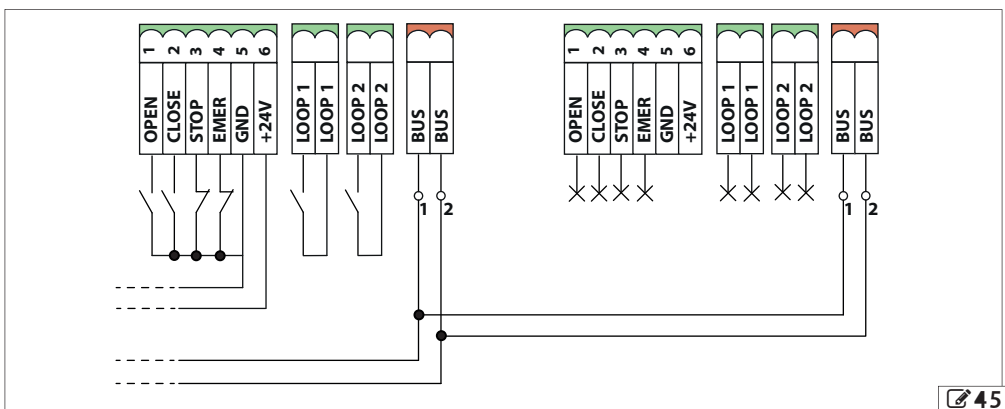 1 2 3 4 5 6
OPEN CLOSE STOP EMER GND +24V LOOP 1 LOOP 1 LOOP 2 LOOP 2 BUS BUS
1 2
1 2 3 4 5 6
OPEN CLOSE STOP EMER GND +24V LOOP 1 LOOP 1 LOOP 2 LOOP 2 BUS BUS
1 2
45